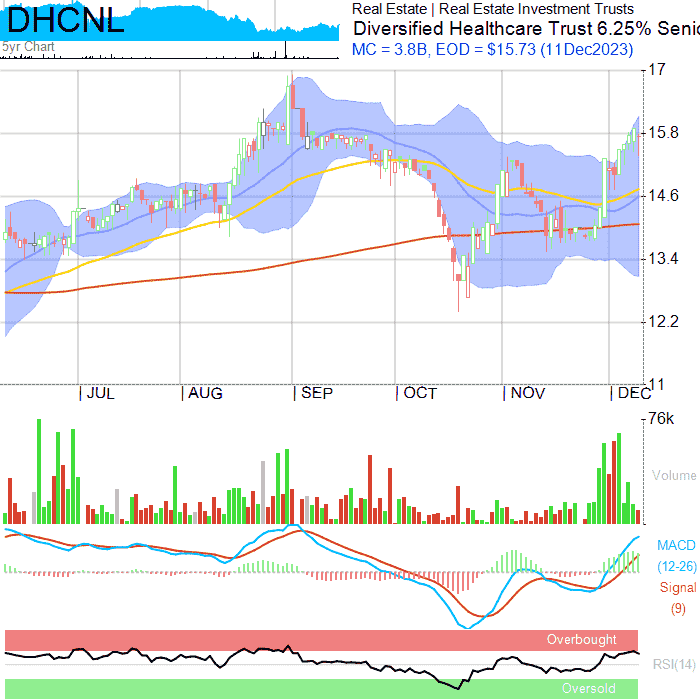 DHCNL
5yr Chart
Real Estate | Real Estate Investment Trusts
Diversified Healthcare Trust 6.25% Senio
MC = 3.8B, EOD = $15.73 (11Dec2023)
17
15.8
14.6
13.4
12.2
11
JUL AUG SEP OCT NOV DEC
76k
Volume
MACD
(12-26)
Signal
(9)
Overbought
RSI(14)
Oversold